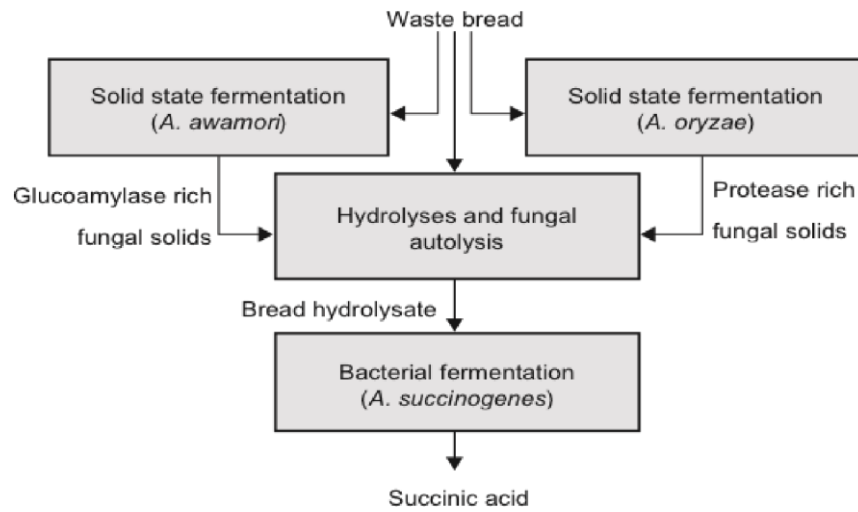 Waste bread
Solid state fermentation
(A. awamori)
Solid state fermentation
(A. oryzae)
Glucoamylase rich
fungal solids
Hydrolyses and fungal
autolysis
Protease rich
fungal solids
Bread hydrolysate
Bacterial fermentation
(A. succinogenes)
Succinic acid